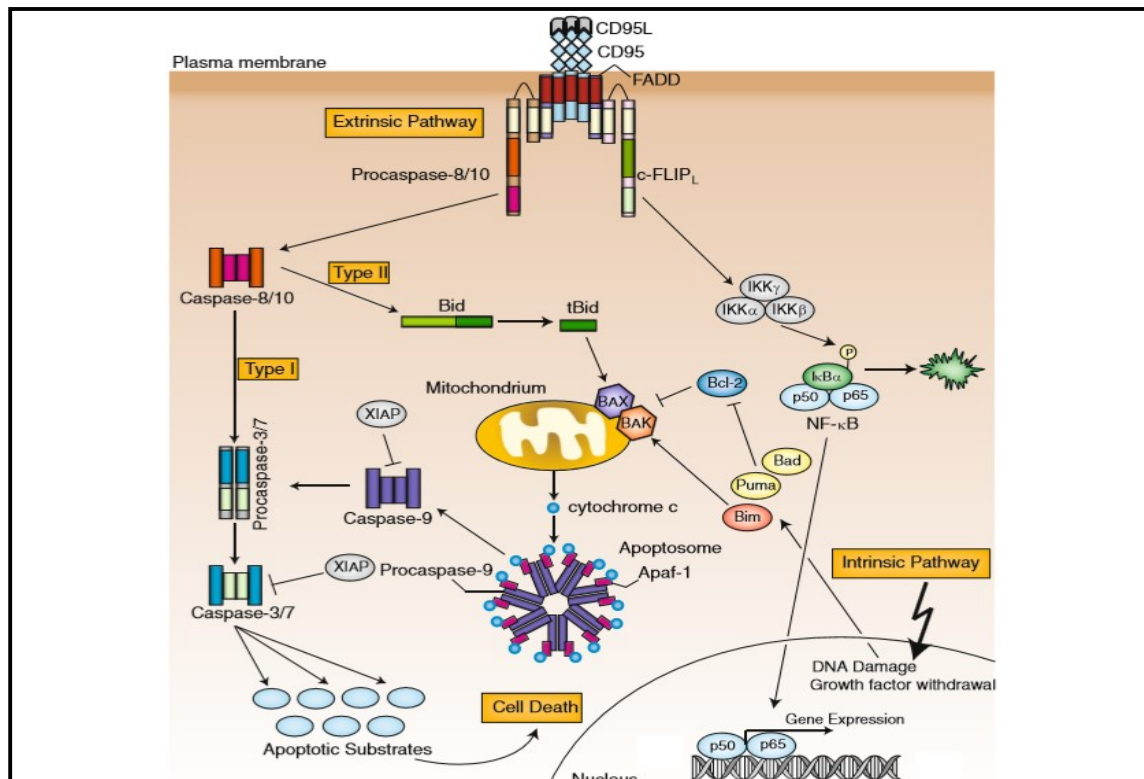 CD95L
CD95
Plasma membrane
FADD
Extrinsic Pathway
Procaspase-8/10
c-FLIPL
Caspase-8/10
Type II
Bid
tBid
IKKγ
IKKα
IKKβ
P
Type I
Mitochondrium
BAX
BAK
Bcl-2
IκBα
p50
p65
NF-κB
XIAP
Procaspase-3/7
Caspase-9
cytochrome c
Bad
Puma
Bim
Apoptosome
Apaf-1
XIAP
Procaspase-9
Intrinsic Pathway
Caspase-3/7
DNA Damage
Growth factor withdrawal
Cell Death
Gene Expression
p50
p65
Apoptotic Substrates
Nucleus